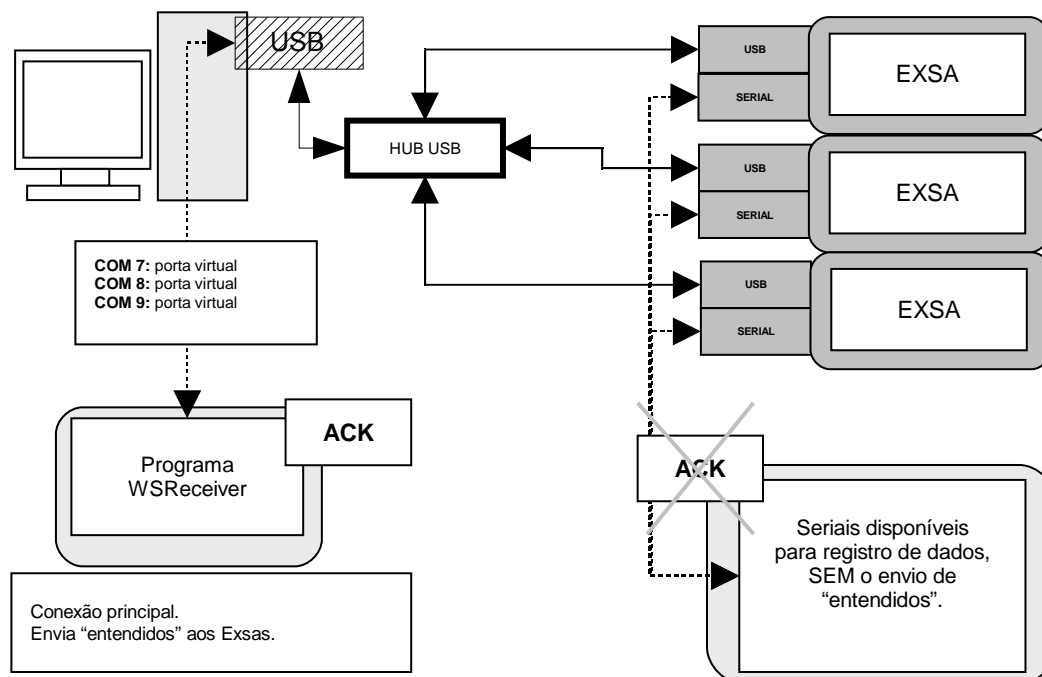 USB
HUB USB
USB
SERIAL
EXSA
USB
SERIAL
EXSA
USB
SERIAL
EXSA
COM 7: porta virtual
COM 8: porta virtual
COM 9: porta virtual
ACK
Programa
WSReceiver
Conexão principal.
Envia “entendidos” aos Exsas.
ACK
Seriais disponíveis
para registro de dados,
SEM o envio de
“entendidos”.